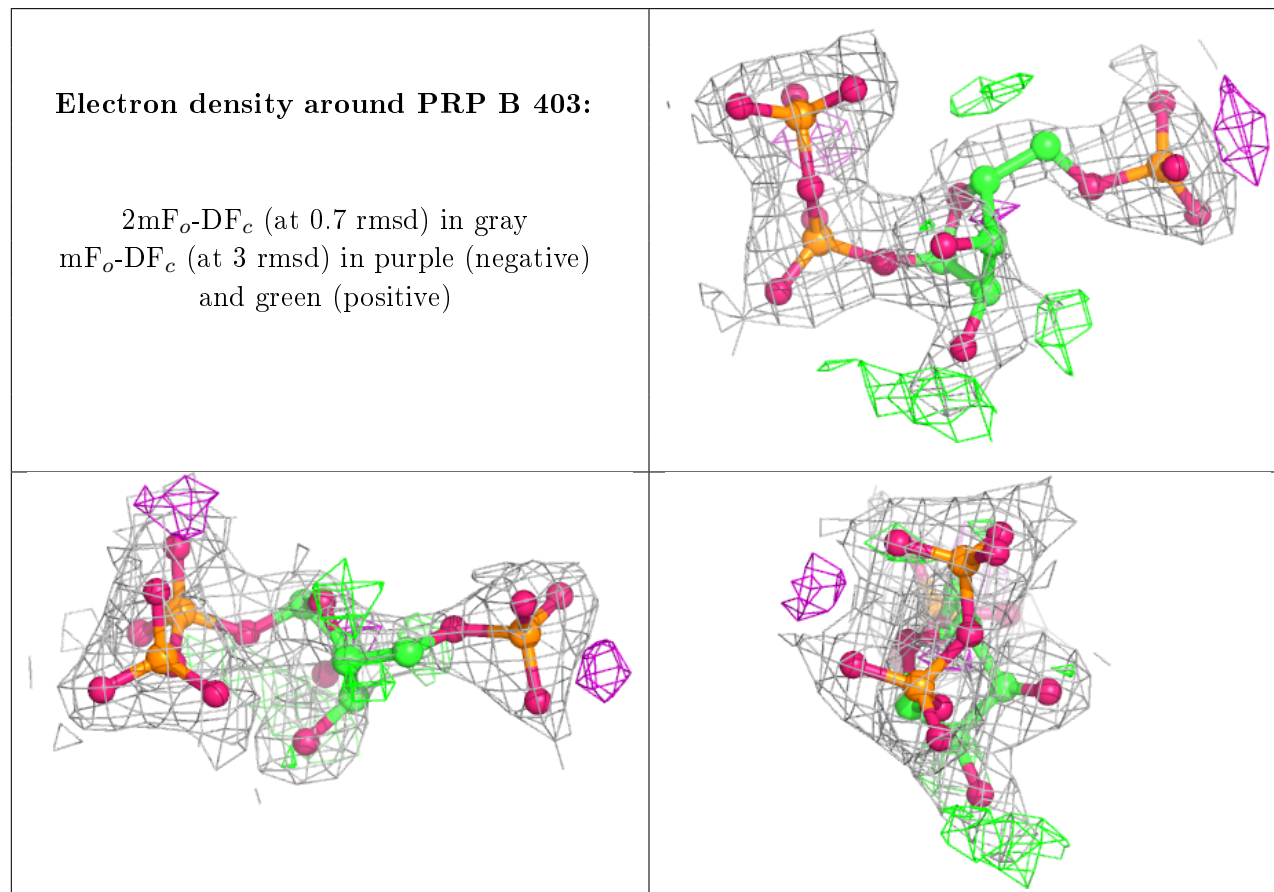 Electron density around PRP B 403:
2mFo-DFc (at 0.7 rmsd) in gray
mFo-DFc (at 3 rmsd) in purple (negative)
and green (positive)